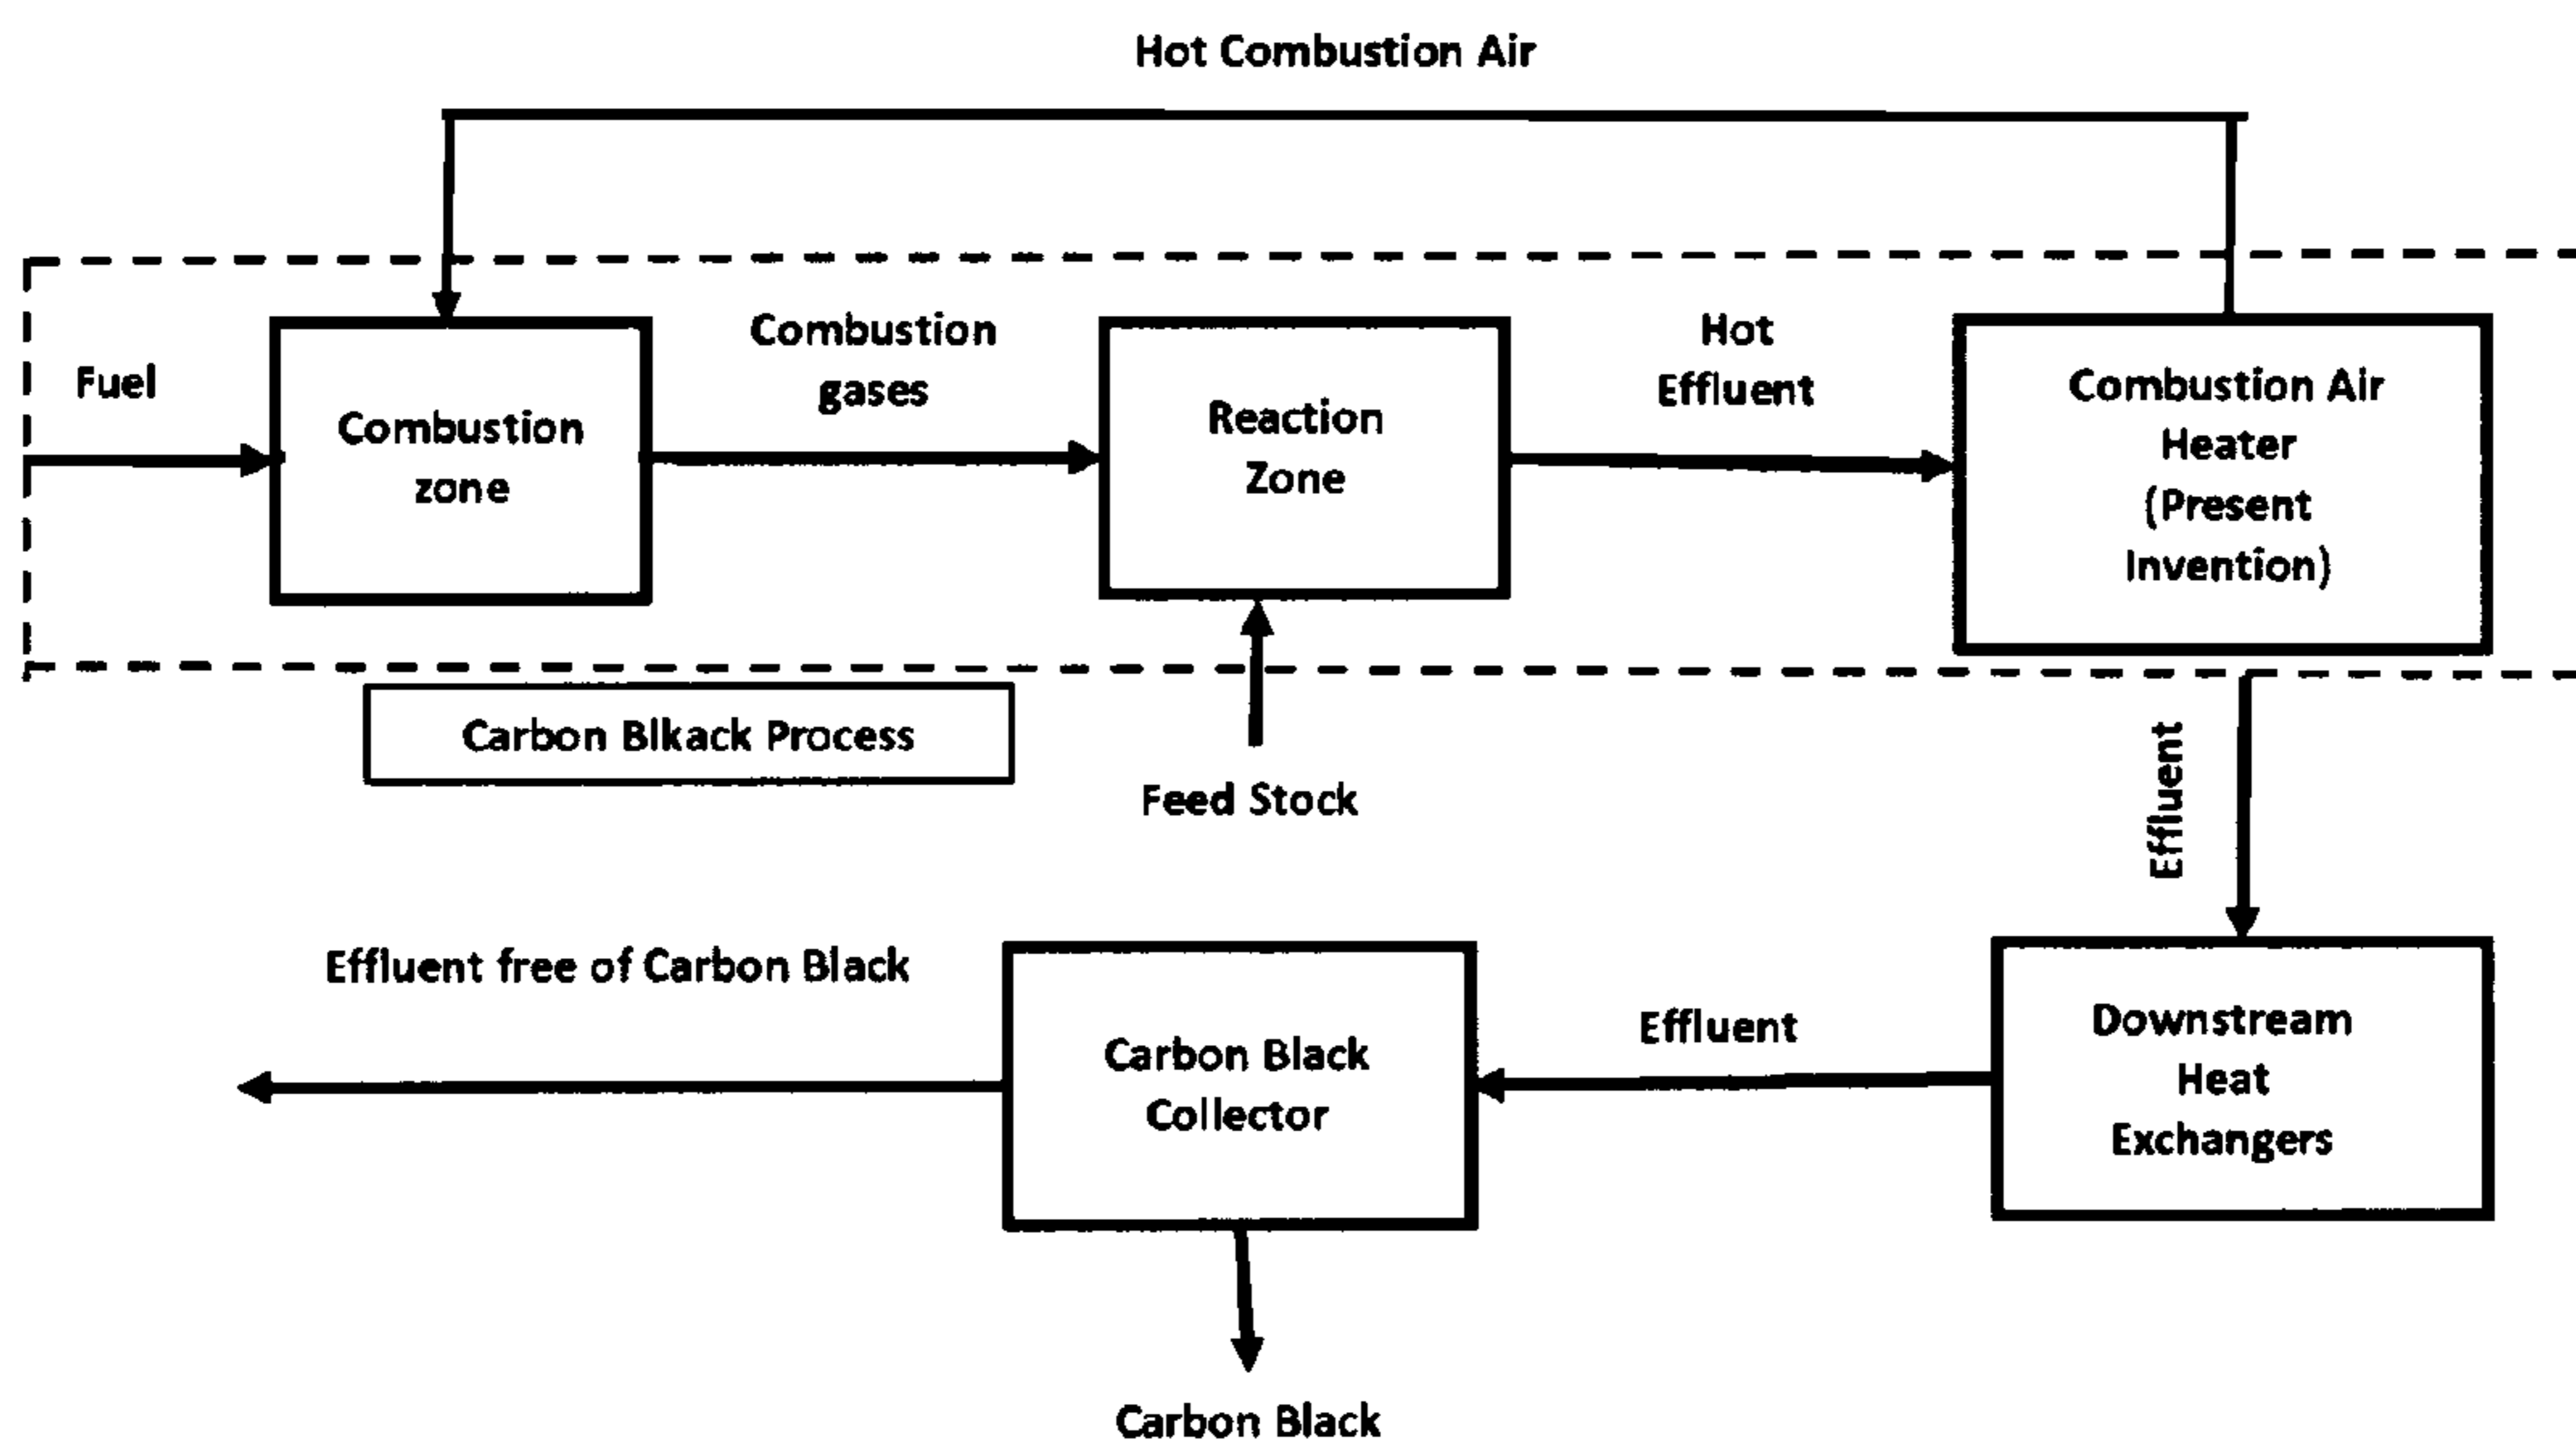 Hot Combustion Air
Fuel
Combustion
zone
Combustion
gases
Reaction
Zone
Hot
Effluent
Combustion Air
Heater
(Present
Invention)
Carbon Blkack Process
Feed Stock
Effluent
Effluent free of Carbon Black
Carbon Black
Collector
Effluent
Downstream
Heat
Exchangers
Carbon Black